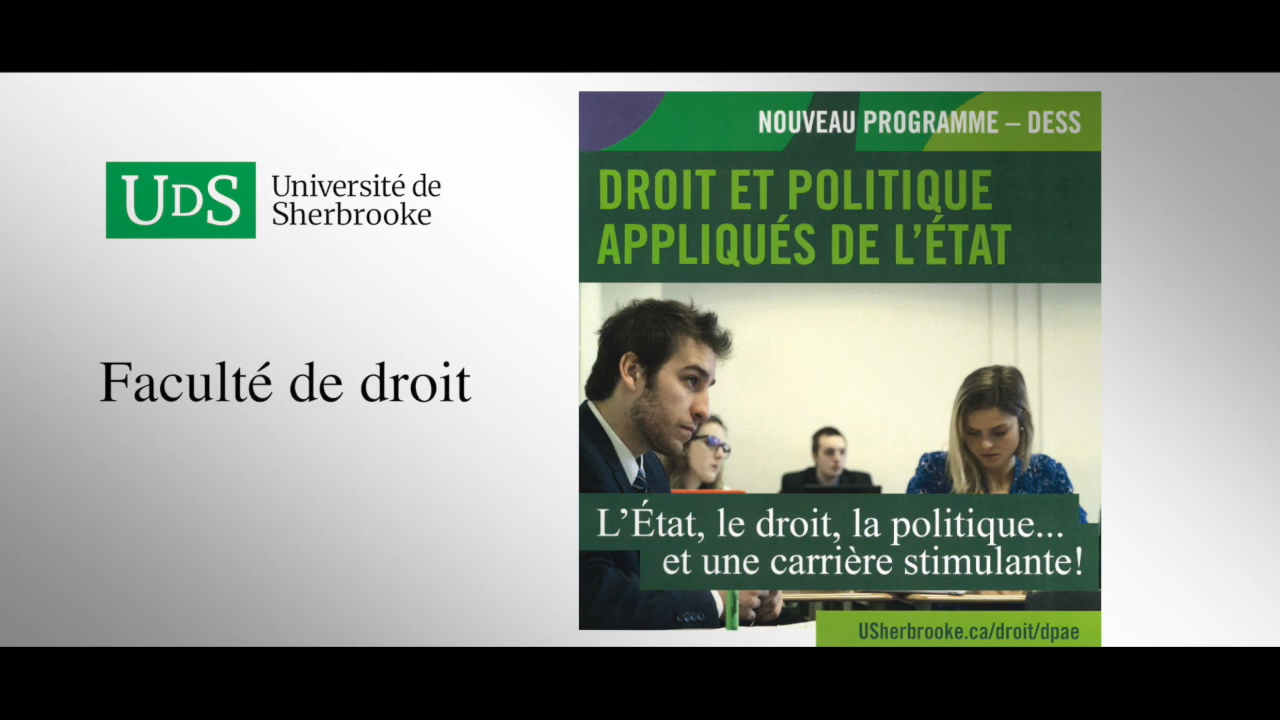 UDS
Université de
Sherbrooke
Faculté de droit
NOUVEAU PROGRAMME – DESS
DROIT ET POLITIQUE
APPLIQUÉS DE L'ÉTAT
L'État, le droit, la politique...
et une carrière stimulante!
USherbrooke.ca/droit/dpae